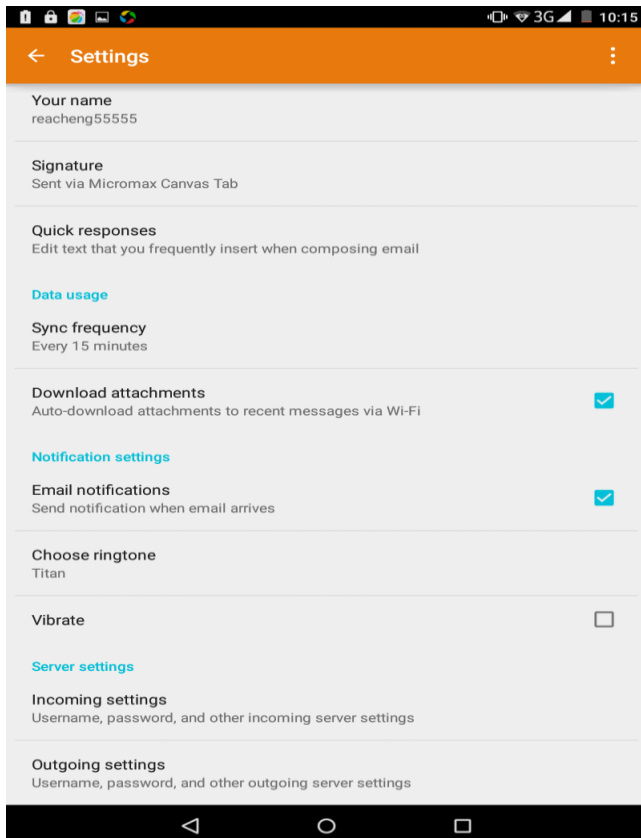 3G 10:15
Settings
Your name
reacheng55555
Signature
Sent via Micromax Canvas Tab
Quick responses
Edit text that you frequently insert when composing email
Data usage
Sync frequency
Every 15 minutes
Download attachments
Auto-download attachments to recent messages via Wi-Fi
Notification settings
Email notifications
Send notification when email arrives
Choose ringtone
Titan
Vibrate
Server settings
Incoming settings
Username, password, and other incoming server settings
Outgoing settings
Username, password, and other outgoing server settings